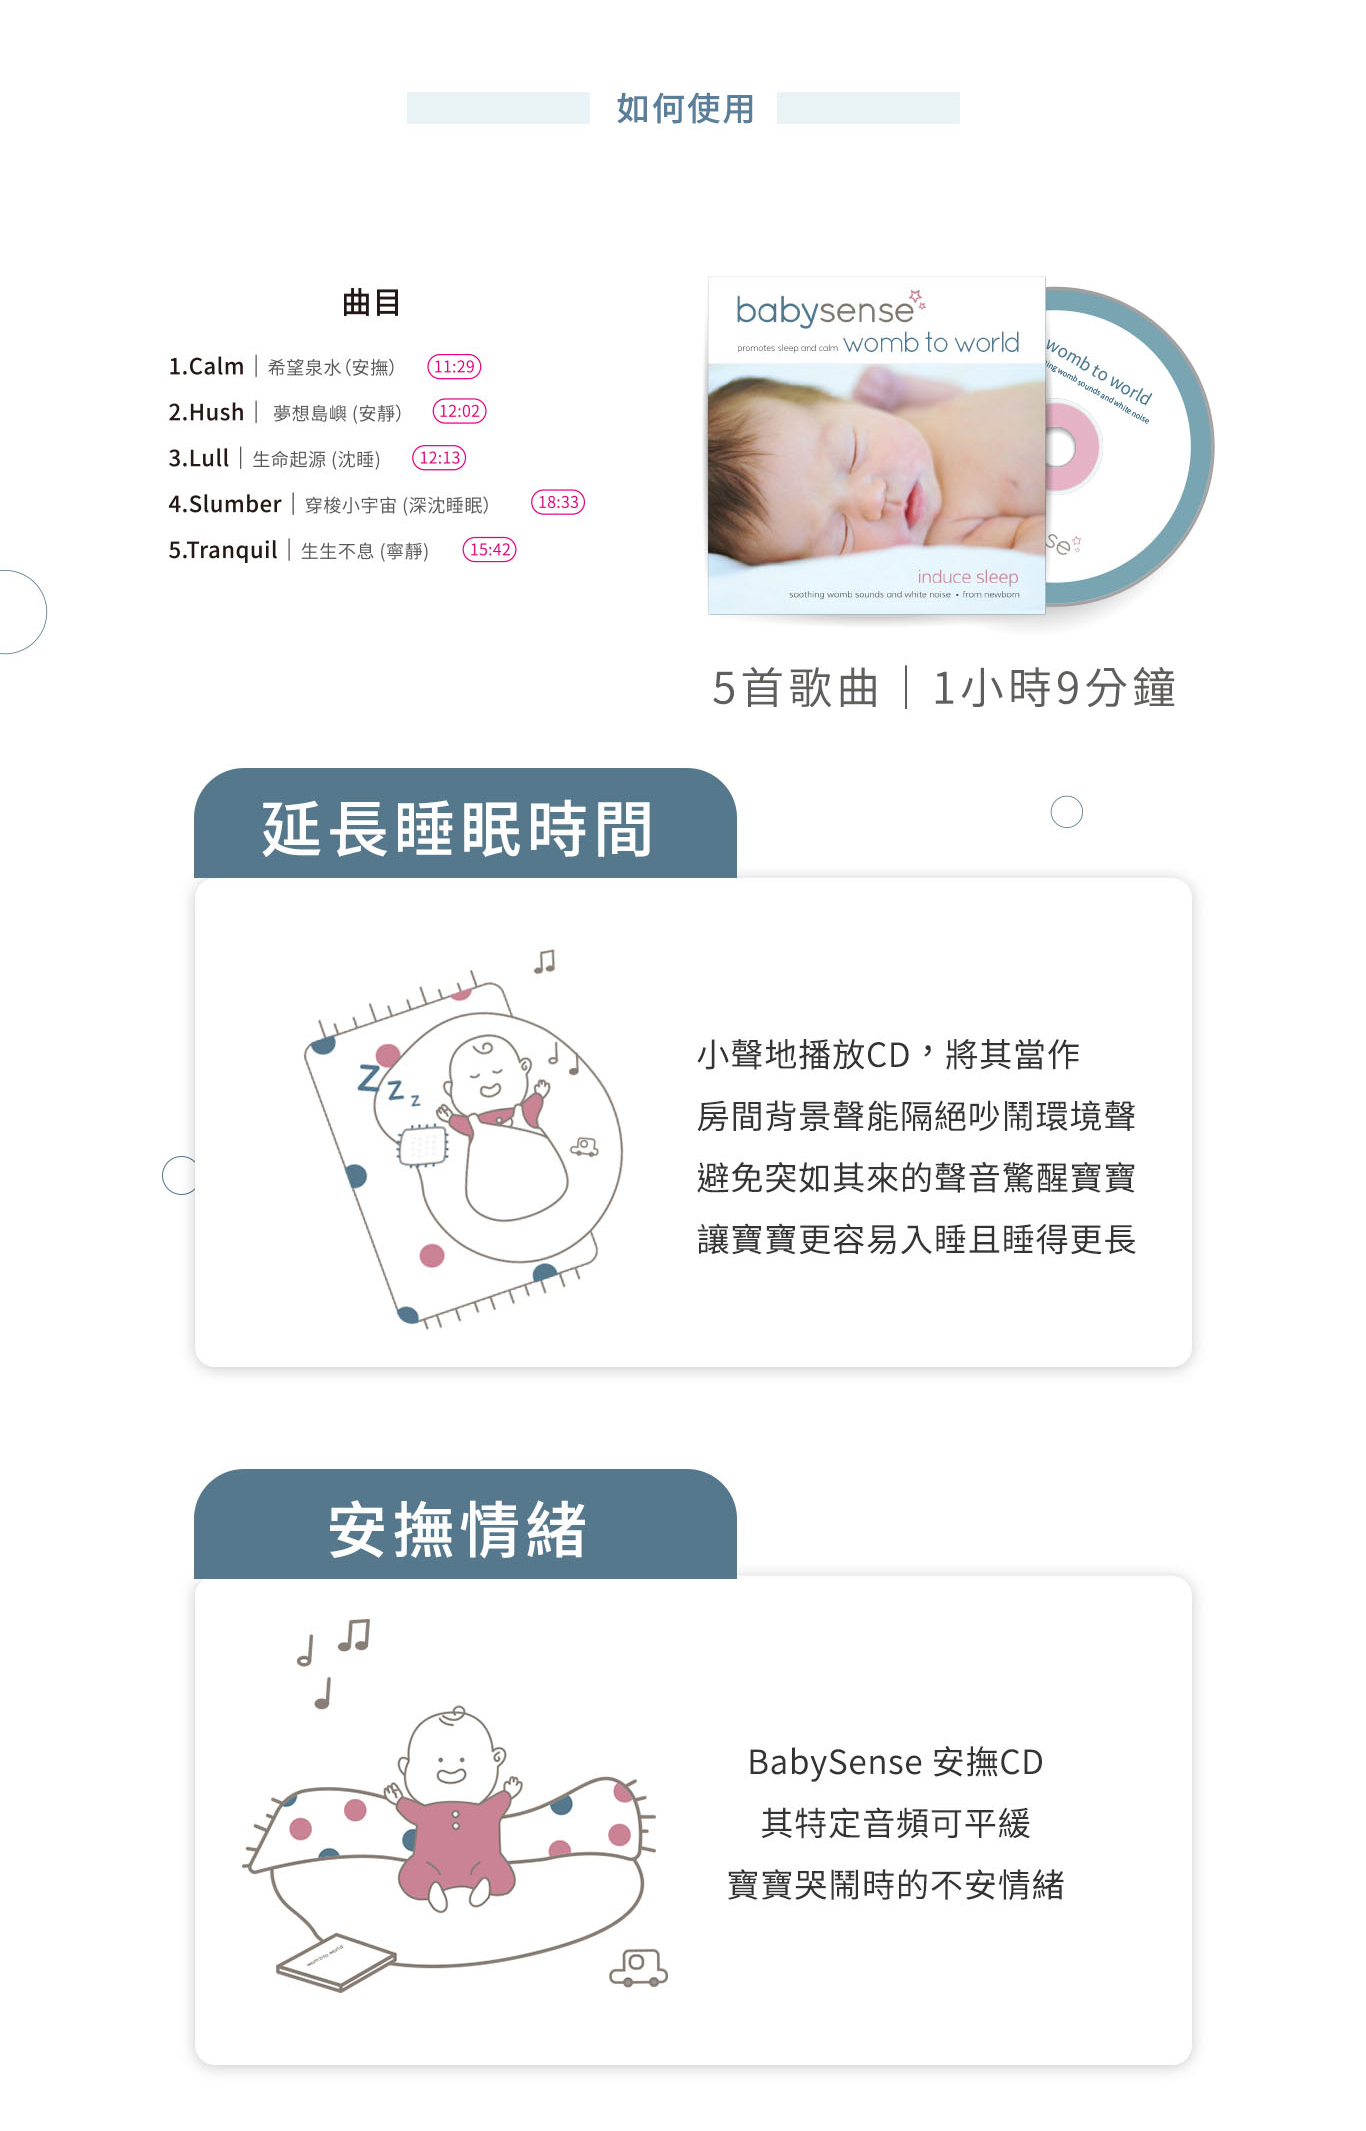 如何使用
曲目
1.Calm｜希望泉水（安撫） 11:29
2.Hush｜夢想島嶼 (安靜） 12:02
3.Lull｜生命起源 (沈睡) 12:13
4.Slumber｜穿梭小宇宙 (深沈睡眠） 18:33
5.Tranquil｜生生不息 (寧靜) 15:42
babysense
promotes sleep and calm womb to world
induce sleep
soothing womb sounds and white noise • from newborn
womb to world
ing womb sounds and white noise
se
5首歌曲｜1小時9分鐘
延長睡眠時間
z z z
小聲地播放CD，將其當作
房間背景聲能隔絕吵鬧環境聲
避免突如其來的聲音驚醒寶寶
讓寶寶更容易入睡且睡得更長
安撫情緒
BabySense 安撫CD
其特定音頻可平緩
寶寶哭鬧時的不安情緒